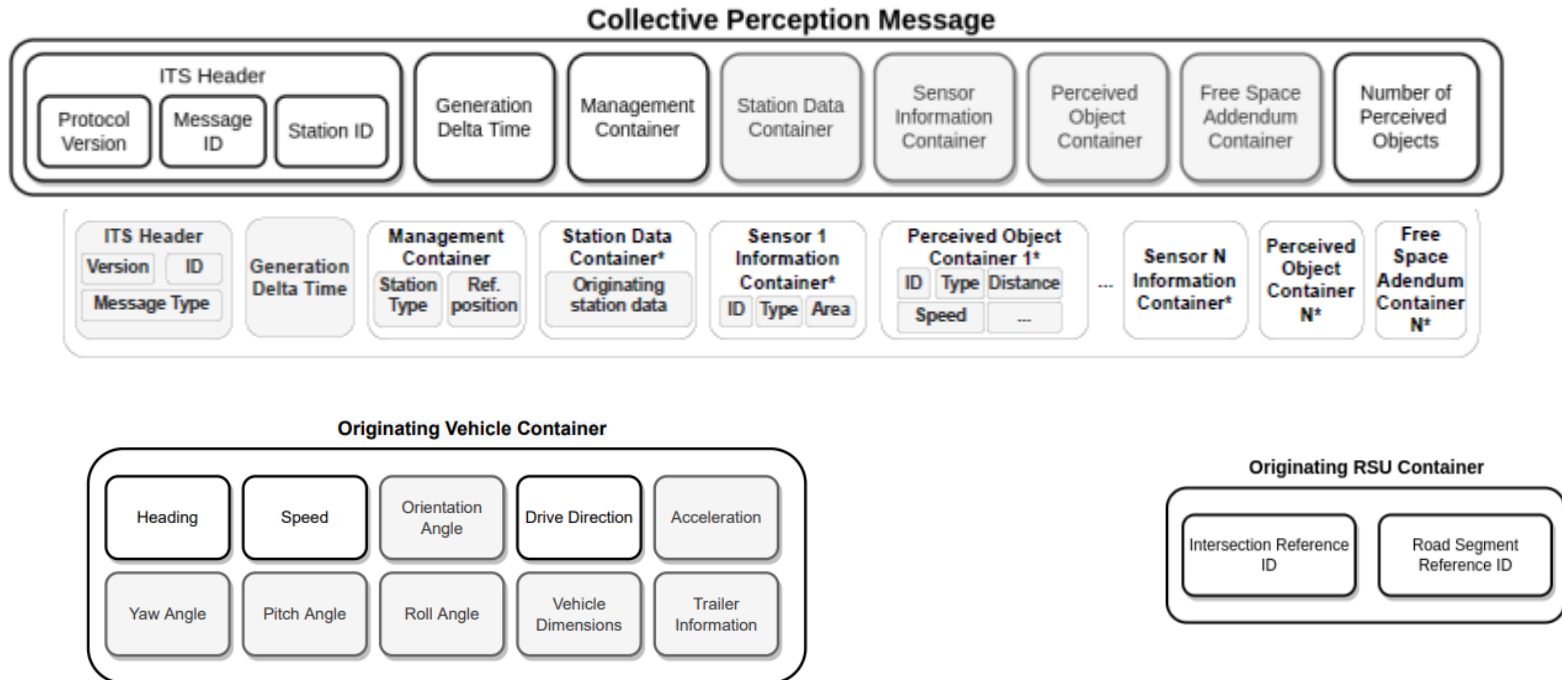 Collective Perception Message
ITS Header
Protocol
Version
Message
ID
Station ID
Generation
Delta Time
Management
Container
Station Data
Container
Sensor
Information
Container
Perceived
Object
Container
Free Space
Addendum
Container
Number of
Perceived
Objects
ITS Header
Version
ID
Message Type
Generation
Delta Time
Management
Container
Station
Type
Ref.
position
Station Data
Container*
Originating
station data
Sensor 1
Information
Container*
ID
Type
Area
Perceived Object
Container 1*
ID
Type
Distance
Speed
...
...
Sensor N
Information
Container*
Perceived
Object
Container
N*
Free
Space
Adendum
Container
N*
Originating Vehicle Container
Heading
Speed
Orientation
Angle
Drive Direction
Acceleration
Yaw Angle
Pitch Angle
Roll Angle
Vehicle
Dimensions
Trailer
Information
Originating RSU Container
Intersection Reference
ID
Road Segment
Reference ID